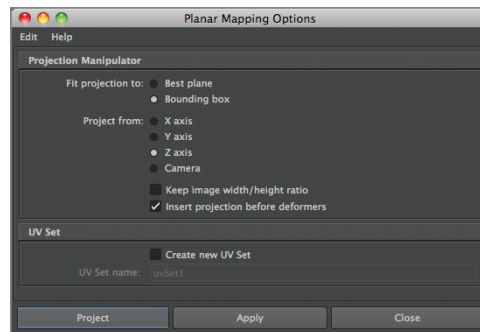 Planar Mapping Options
Edit Help
Projection Manipulator
Fit projection to: Best plane
Bounding box
Project from: X axis
Y axis
Z axis
Camera
Keep image width/height ratio
Insert projection before deformers
UV Set
Create new UV Set
UV Set name: uvSet1
Project Apply Close